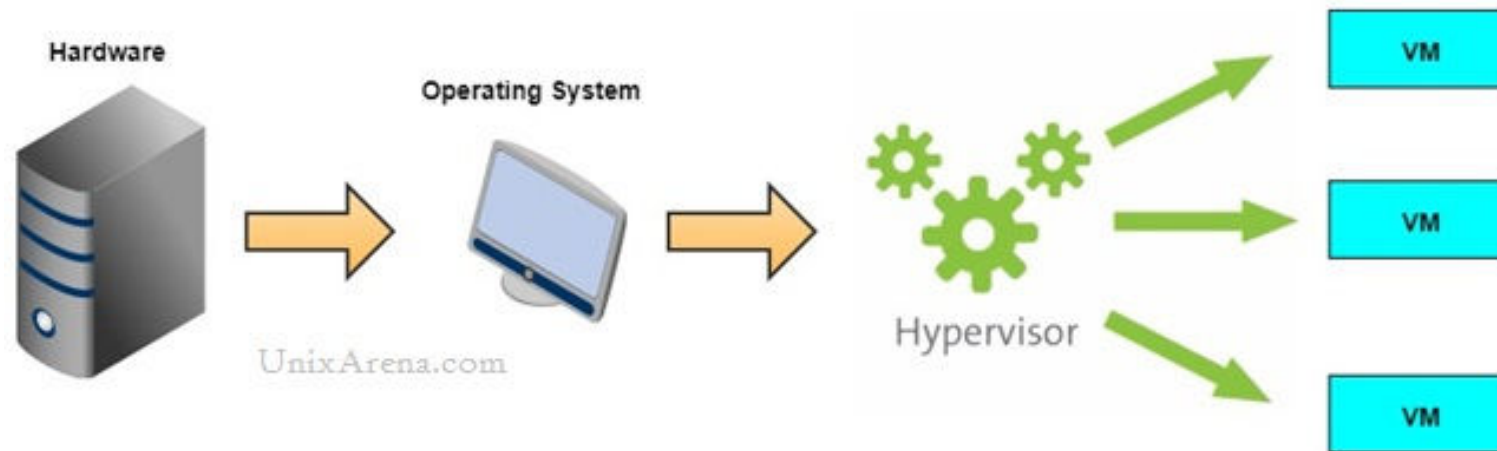 Hardware
Operating System
Hypervisor
VM
VM
VM
UnixArena.com